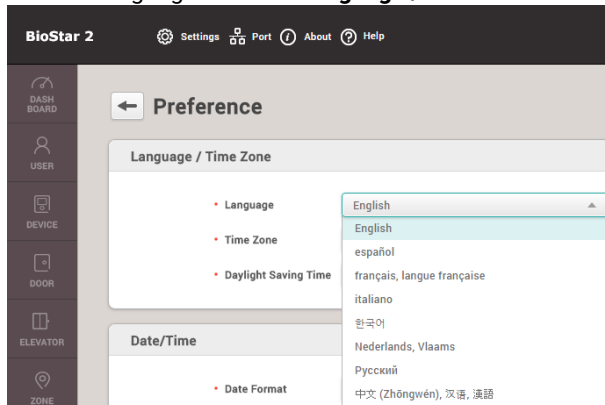 BioStar 2
Settings
Port
About
Help
DASH
BOARD
USER
DEVICE
DOOR
ELEVATOR
ZONE
Preference
Language / Time Zone
• Language
English
• Time Zone
• Daylight Saving Time
English
español
français, langue française
italiano
한국어
Nederlands, Vlaams
Русский
中文 (Zhōngwén), 汉语, 漢語
Date/Time
• Date Format